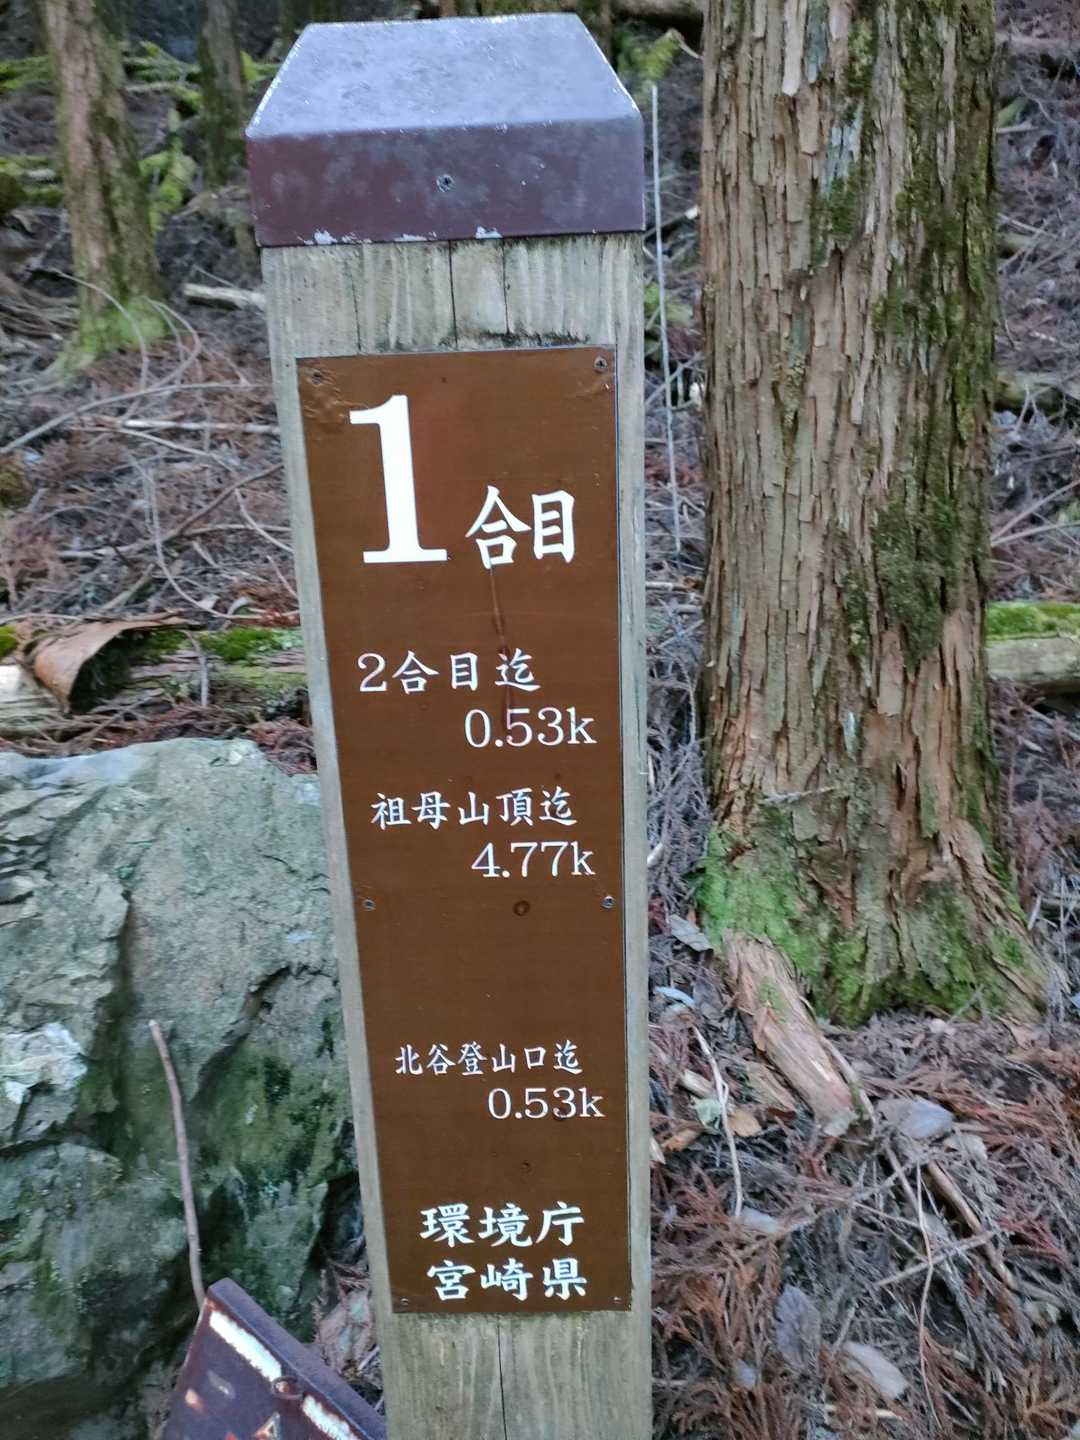 1合目
2合目迄
0.53k
祖母山頂迄
4.77k
北谷登山口迄
0.53k
環境庁
宮崎県